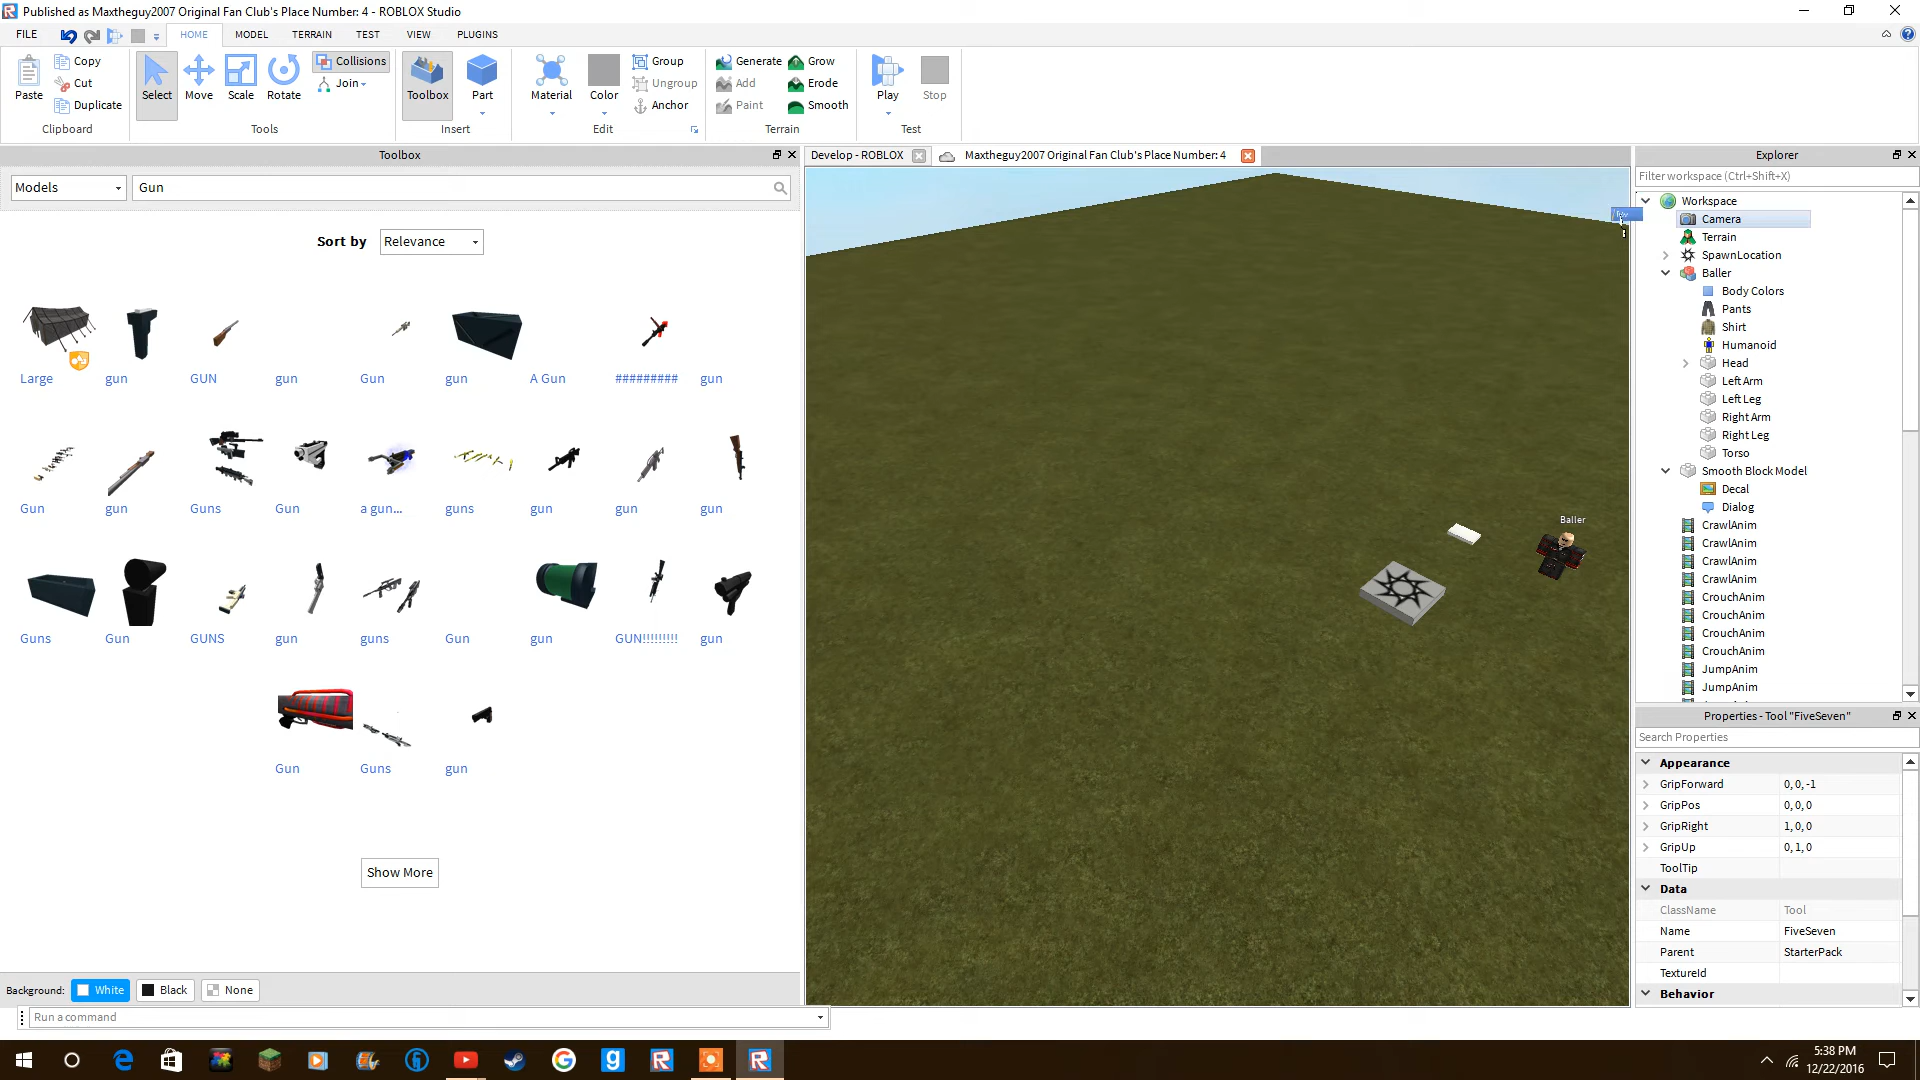 Published as Maxtheguy2007 Original Fan Club's Place Number: 4 - ROBLOX Studio
FILE HOME MODEL TERRAIN TEST VIEW PLUGINS
Paste Copy Cut Duplicate
Clipboard
Select Move Scale Rotate Collisions Join
Tools
Toolbox Part
Insert
Material Color Group Ungroup Anchor
Edit
Generate Grow
Add Erode
Paint Smooth
Terrain
Play Stop
Test
Toolbox
Models Gun
Sort by Relevance
Large gun GUN gun Gun gun A Gun ######### gun
Gun gun Guns Gun a gun... guns gun gun gun
Guns Gun GUNS gun guns Gun gun GUN!!!!!!!!! gun
Gun Guns gun
Show More
Background: White Black None
Run a command
Develop - ROBLOX
Maxtheguy2007 Original Fan Club's Place Number: 4
Baller
Explorer
Filter workspace (Ctrl+Shift+X)
Workspace
Camera
Terrain
SpawnLocation
Baller
Body Colors
Pants
Shirt
Humanoid
Head
Left Arm
Left Leg
Right Arm
Right Leg
Torso
Smooth Block Model
Decal
Dialog
CrawlAnim
CrawlAnim
CrawlAnim
CrawlAnim
CrouchAnim
CrouchAnim
CrouchAnim
CrouchAnim
JumpAnim
JumpAnim
Properties - Tool "FiveSeven"
Search Properties
Appearance
GripForward 0, 0, -1
GripPos 0, 0, 0
GripRight 1, 0, 0
GripUp 0, 1, 0
ToolTip
Data
ClassName Tool
Name FiveSeven
Parent StarterPack
TextureId
Behavior
5:38 PM
12/22/2016